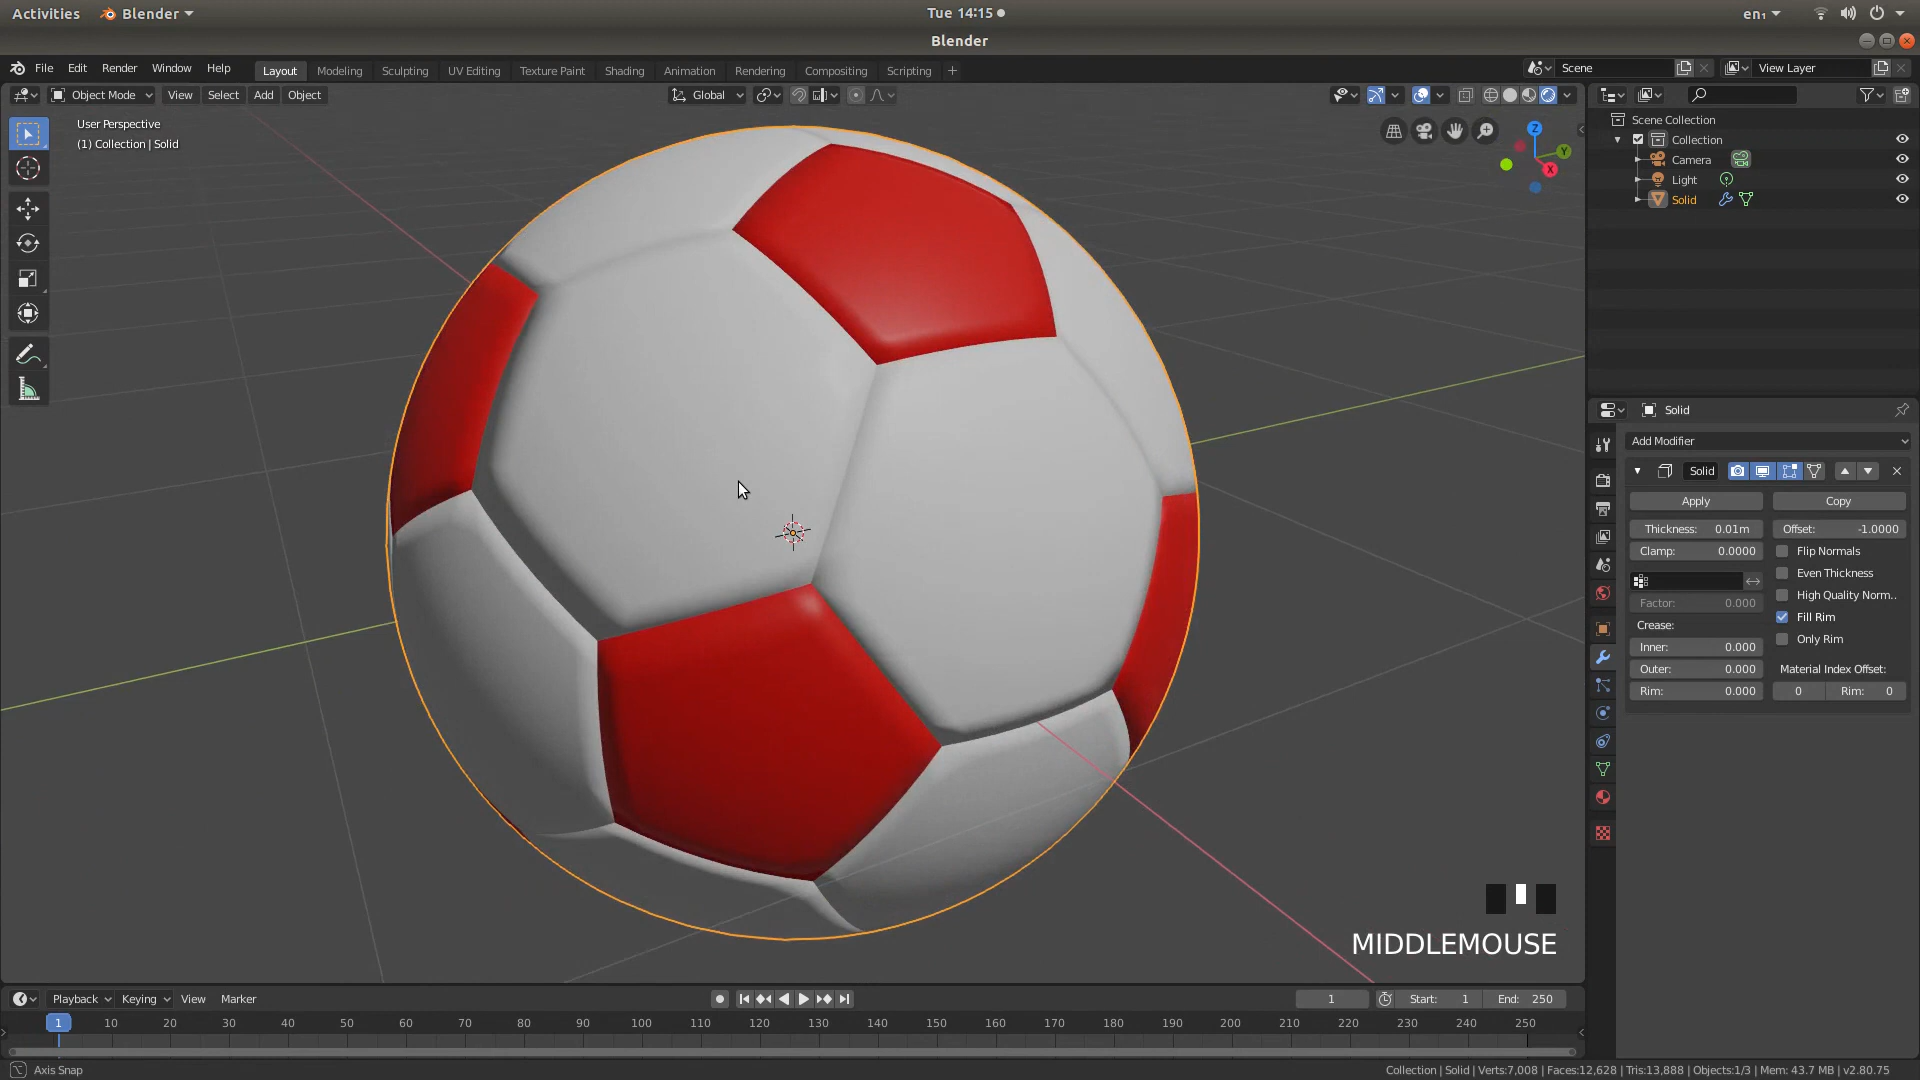 Activities Blender Tue 14:15 en₁
Blender
File Edit Render Window Help Layout Modeling Sculpting UV Editing Texture Paint Shading Animation Rendering Compositing Scripting + Scene View Layer
Object Mode View Select Add Object Global
User Perspective
(1) Collection | Solid
Z
Y
X
Scene Collection
Collection
Camera
Light
Solid
Solid
Add Modifier
Solid
Apply Copy
Thickness: 0.01m Offset: -1.0000
Clamp: 0.0000 Flip Normals
Even Thickness
High Quality Norm..
Factor: 0.000 Fill Rim
Crease: Only Rim
Inner: 0.000
Outer: 0.000 Material Index Offset:
Rim: 0.000 0 Rim: 0
MIDDLEMOUSE
Playback Keying View Marker 1 Start: 1 End: 250
1 10 20 30 40 50 60 70 80 90 100 110 120 130 140 150 160 170 180 190 200 210 220 230 240 250
Axis Snap Collection | Solid | Verts:7,008 | Faces:12,628 | Tris:13,888 | Objects:1/3 | Mem: 43.7 MB | v2.80.75